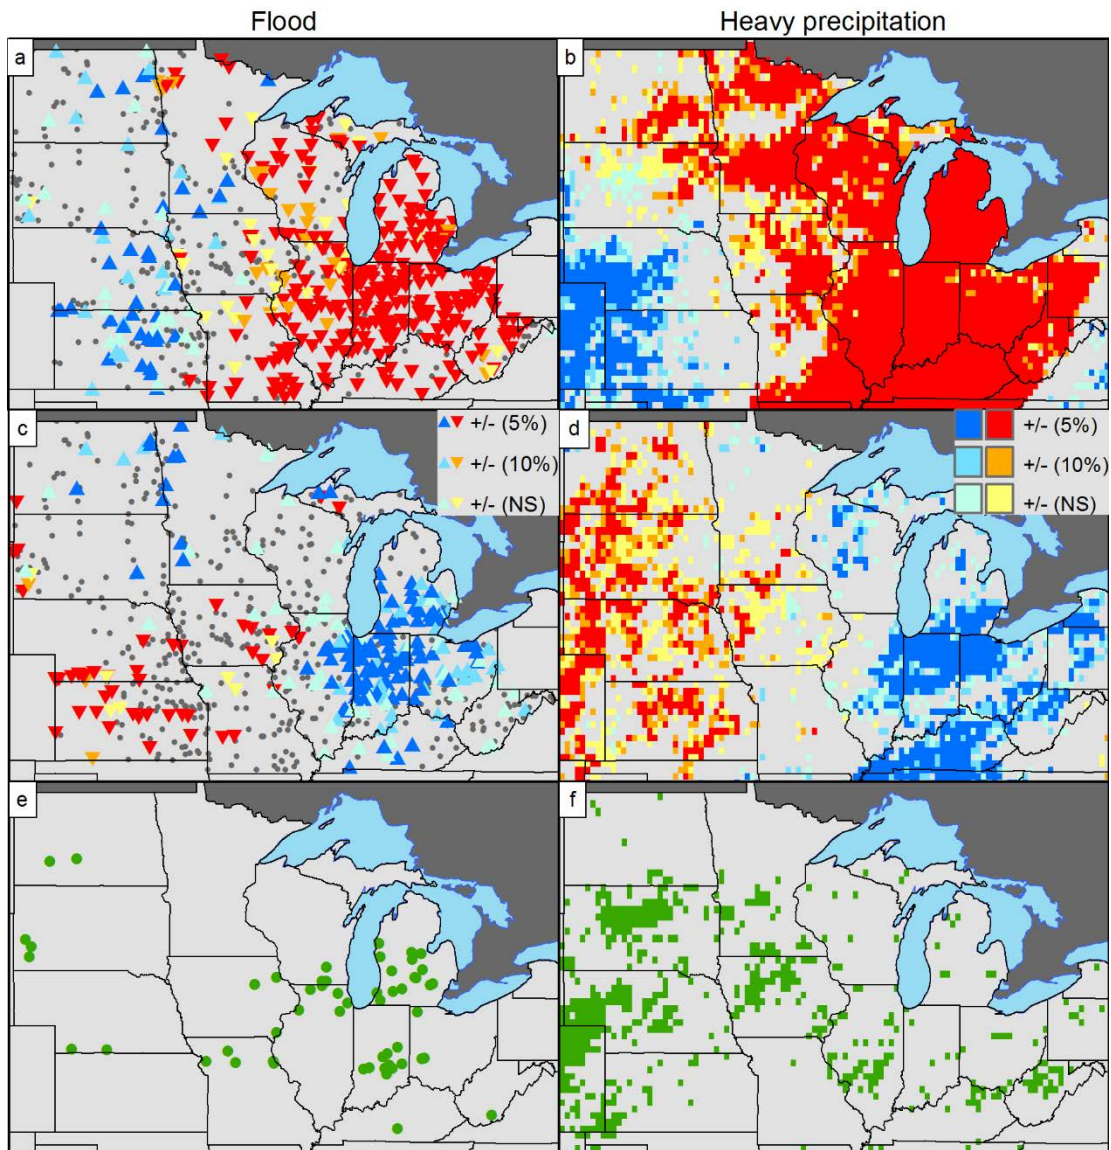 Flood Heavy precipitation
a b
c d
+/- (5%) +/- (5%)
+/- (10%) +/- (10%)
+/- (NS) +/- (NS)
e f